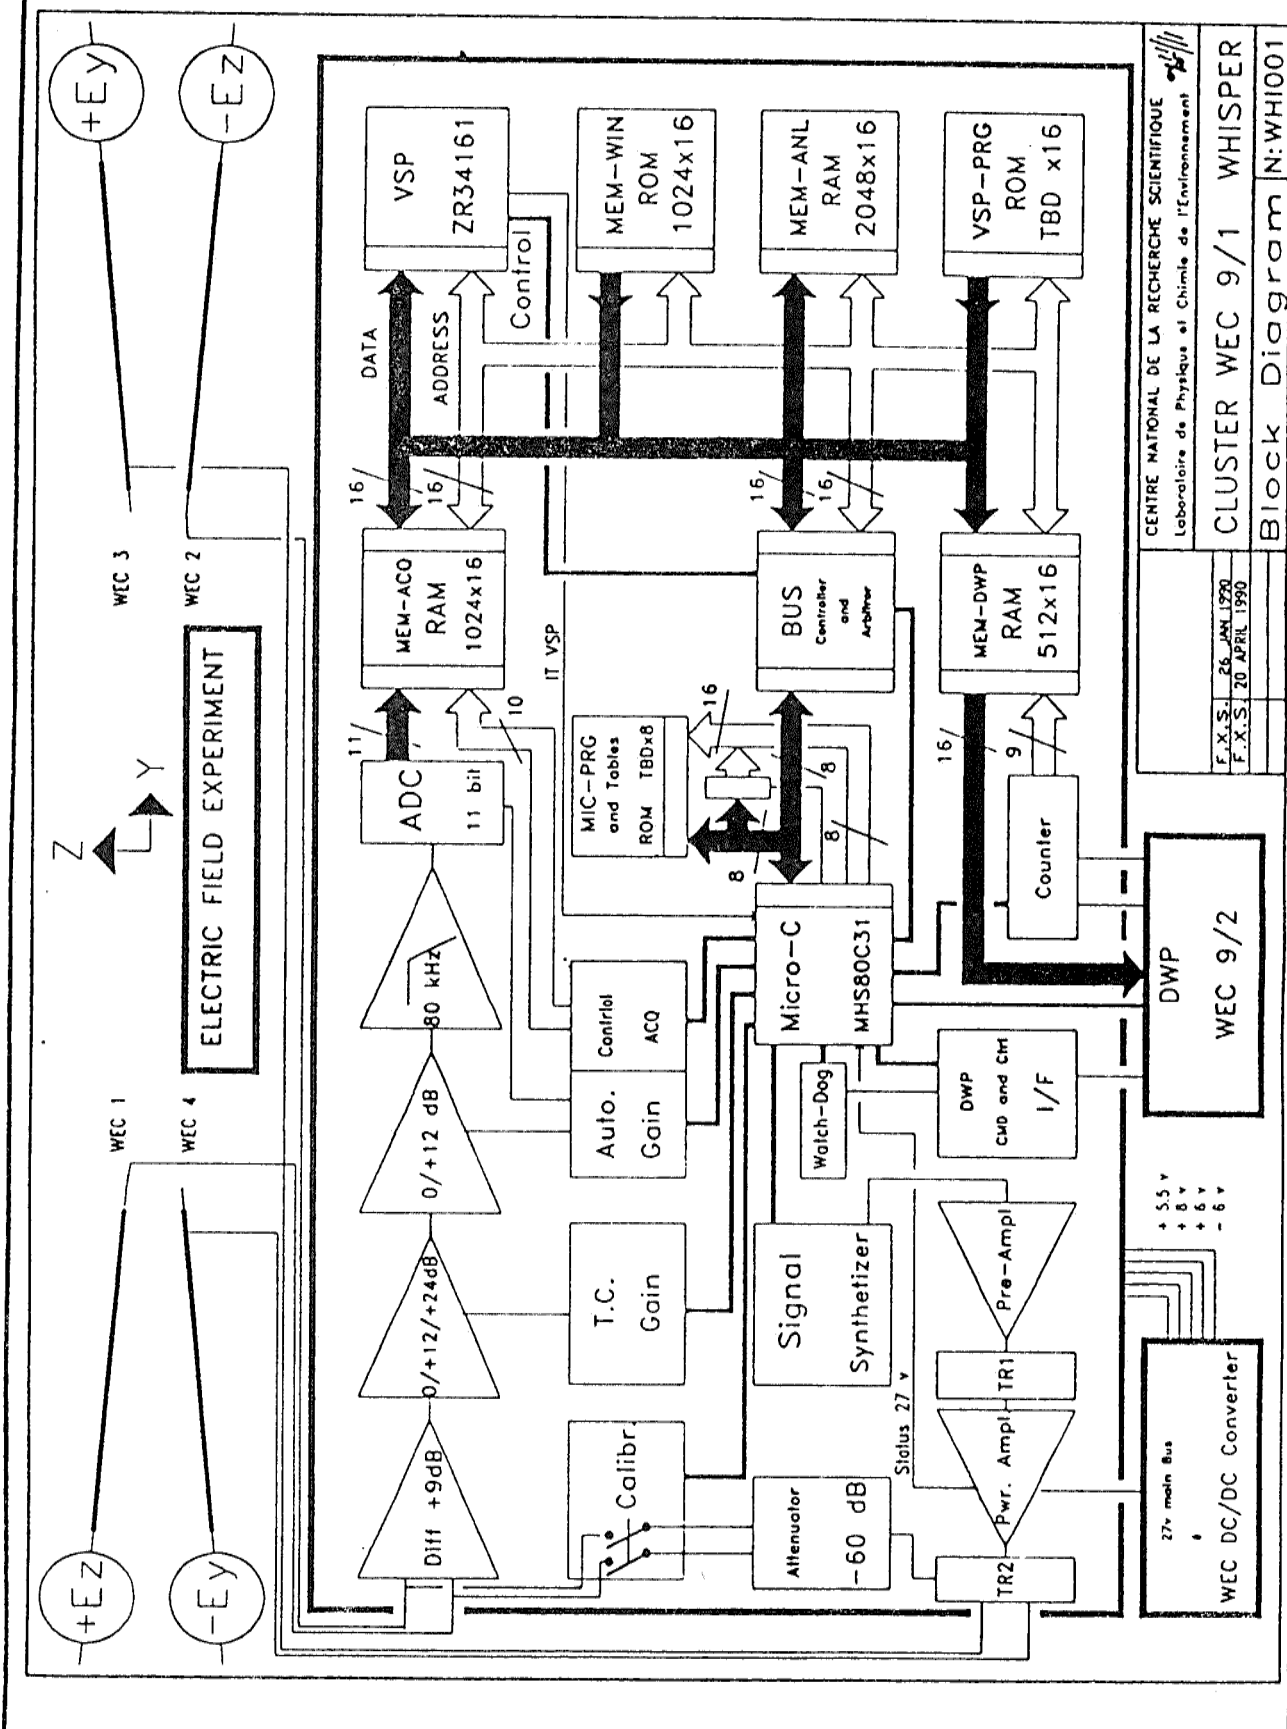 +Ez
-Ey
WEC 1
WEC 4
Z
Y
ELECTRIC FIELD EXPERIMENT
WEC 3
WEC 2
+Ey
-Ez
Diff +9dB
0/+12/+24dB
0/+12 dB
80 kHz
ADC
11 bit
11
10
MEM-ACQ
RAM
1024x16
16
16
DATA
ADDRESS
VSP
ZR34161
Control
Calibr.
T.C.
Gain
Auto.
Gain
Contrlol
ACQ
IT VSP
MIC-PRG
and Tables
ROM TBDx8
16
8
8
8
MEM-WIN
ROM
1024x16
Attenuator
-60 dB
Signal
Synthetizer
Status 27 v
Watch-Dog
Micro-C
MHS80C31
BUS
Controller
and
Arbitrer
16
16
MEM-ANL
RAM
2048x16
TR2
Pwr. Ampl
TR1
Pre-Ampl
DWP
CMD and Ctrl
I/F
Counter
16
9
MEM-DWP
RAM
512x16
VSP-PRG
ROM
TBD x16
27v main Bus
WEC DC/DC Converter
+ 5.5 v
+ 8 v
+ 6 v
- 6 v
DWP
WEC 9/2
F.X.S. 26 JAN 1990
F.X.S. 20 APRIL 1990
CENTRE NATIONAL DE LA RECHERCHE SCIENTIFIQUE
Laboratoire de Physique et Chimie de l'Environnement
CLUSTER WEC 9/1 WHISPER
Block Diagram N:WHI001